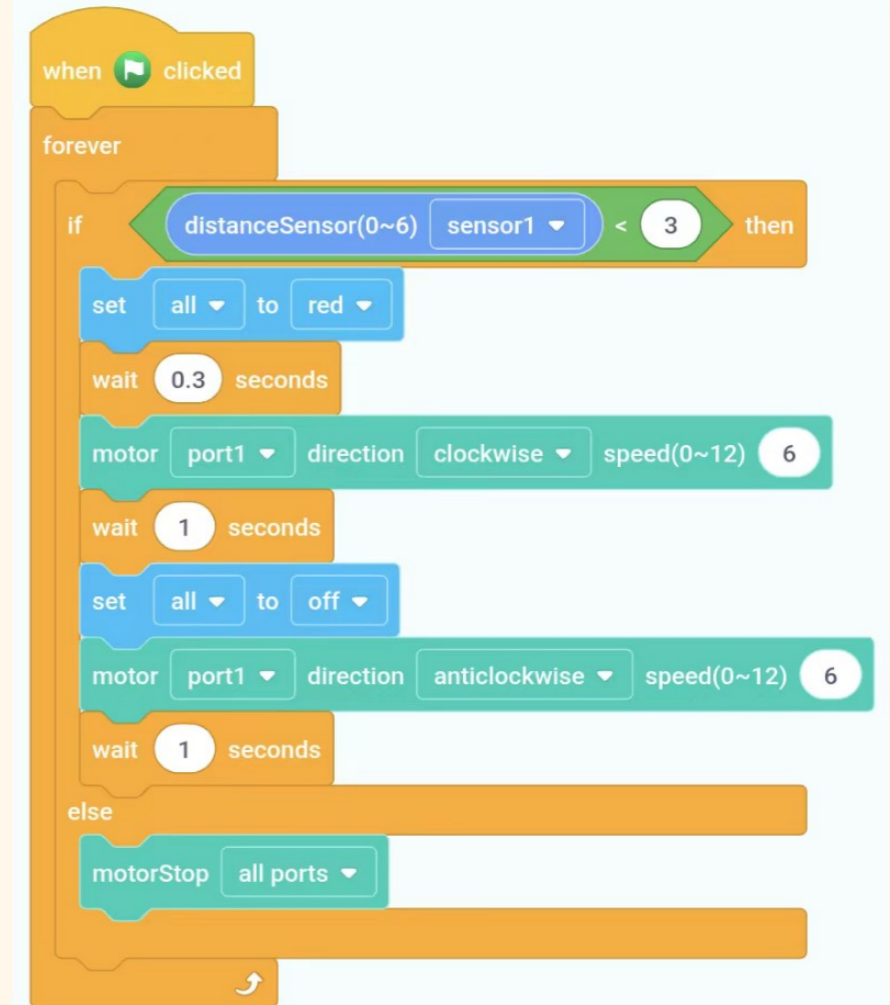 when clicked
forever
if distanceSensor(0~6) sensor1 < 3 then
set all to red
wait 0.3 seconds
motor port1 direction clockwise speed(0~12) 6
wait 1 seconds
set all to off
motor port1 direction anticlockwise speed(0~12) 6
wait 1 seconds
else
motorStop all ports